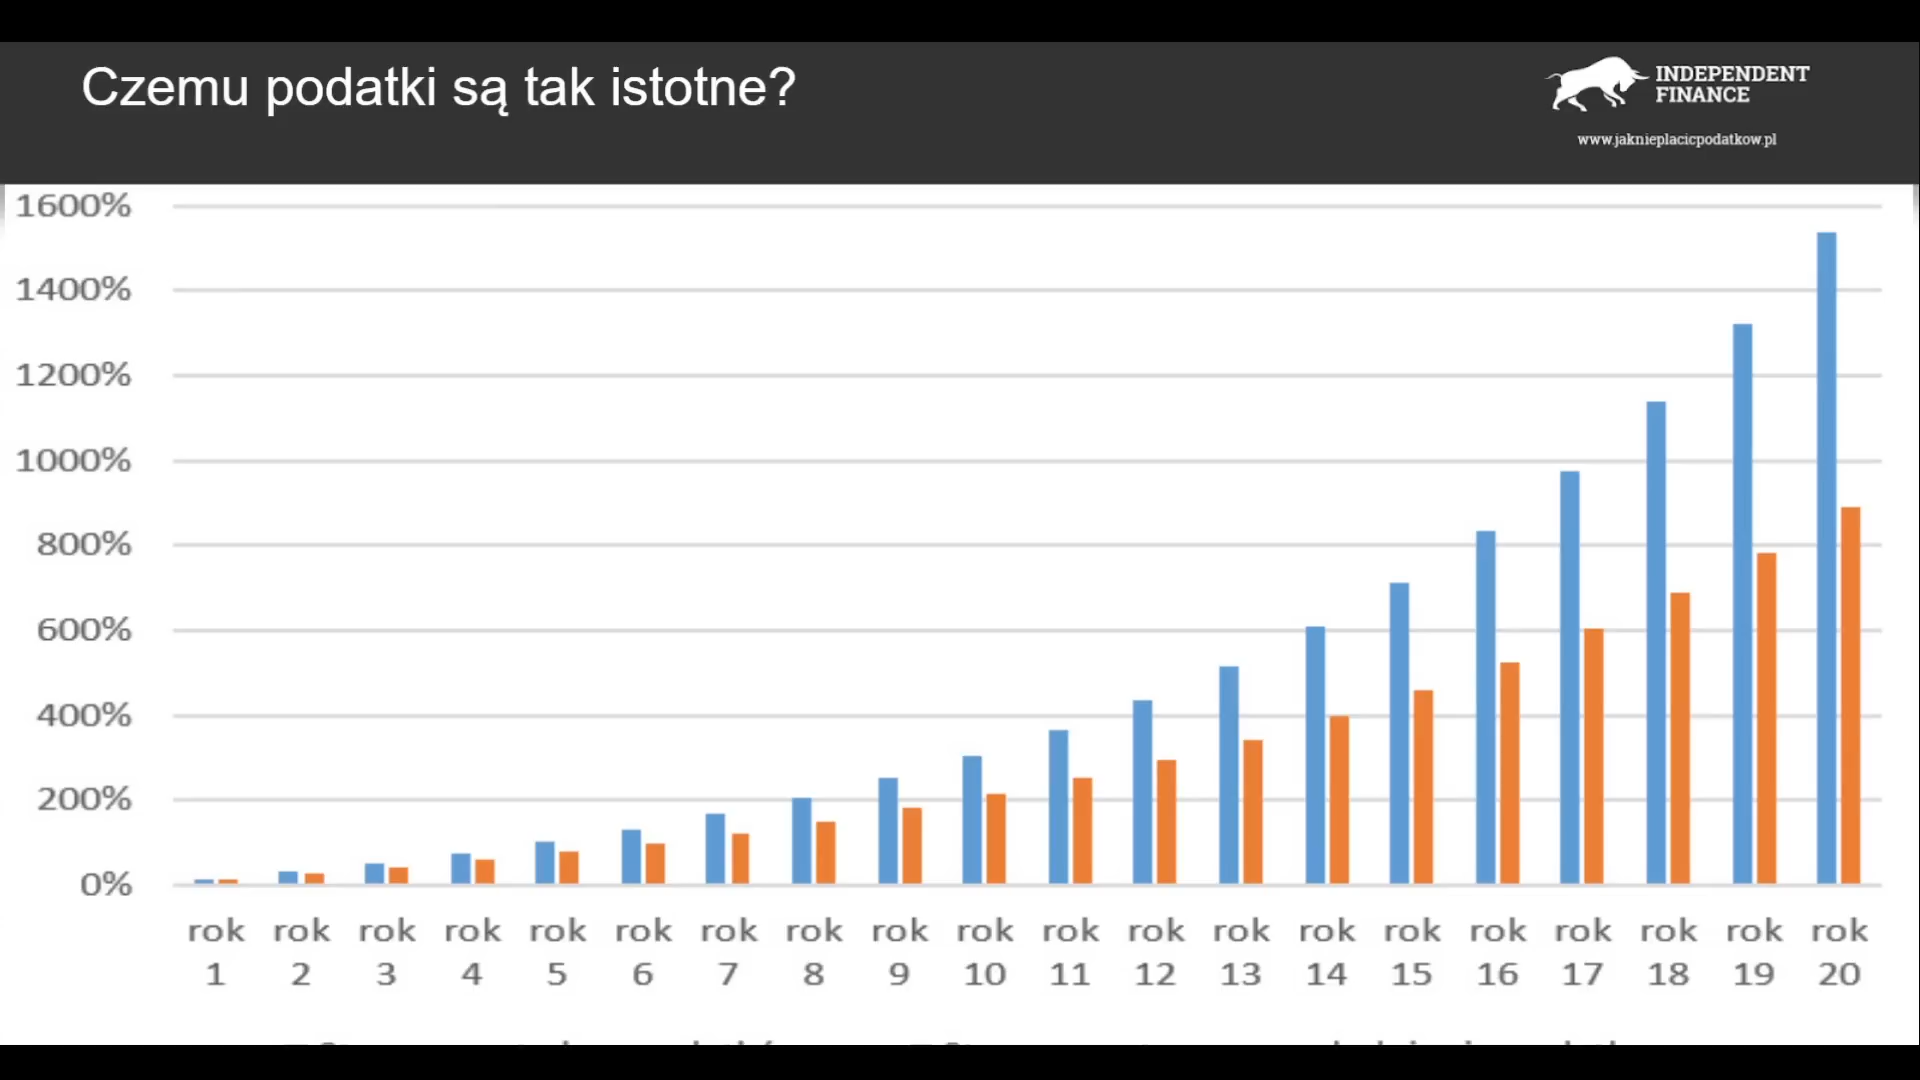 Czemu podatki są tak istotne?
INDEPENDENT
FINANCE
www.jaknieplacicpodatkow.pl
1600%
1400%
1200%
1000%
800%
600%
400%
200%
0%
rok rok rok rok rok rok rok rok rok rok rok rok rok rok rok rok rok rok rok rok
1 2 3 4 5 6 7 8 9 10 11 12 13 14 15 16 17 18 19 20